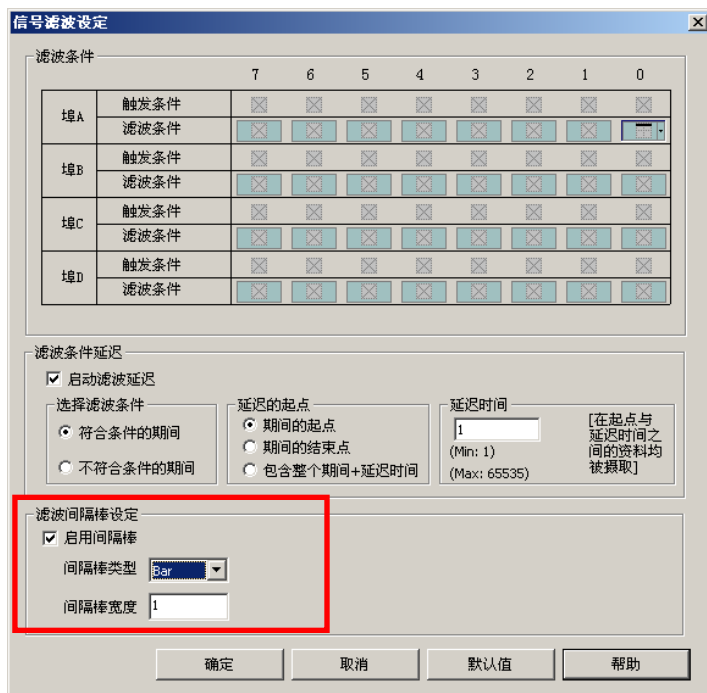 信号滤波设定
滤波条件
7 6 5 4 3 2 1 0
埠A
触发条件
滤波条件
埠B
触发条件
滤波条件
埠C
触发条件
滤波条件
埠D
触发条件
滤波条件
滤波条件延迟
启动滤波延迟
选择滤波条件
符合条件的期间
不符合条件的期间
延迟的起点
期间的起点
期间的结束点
包含整个期间+延迟时间
延迟时间
1
(Min: 1)
(Max: 65535)
[在起点与
延迟时间之
间的资料均
被摄取]
滤波间隔棒设定
启用间隔棒
间隔棒类型 Bar
间隔棒宽度 1
确定 取消 默认值 帮助